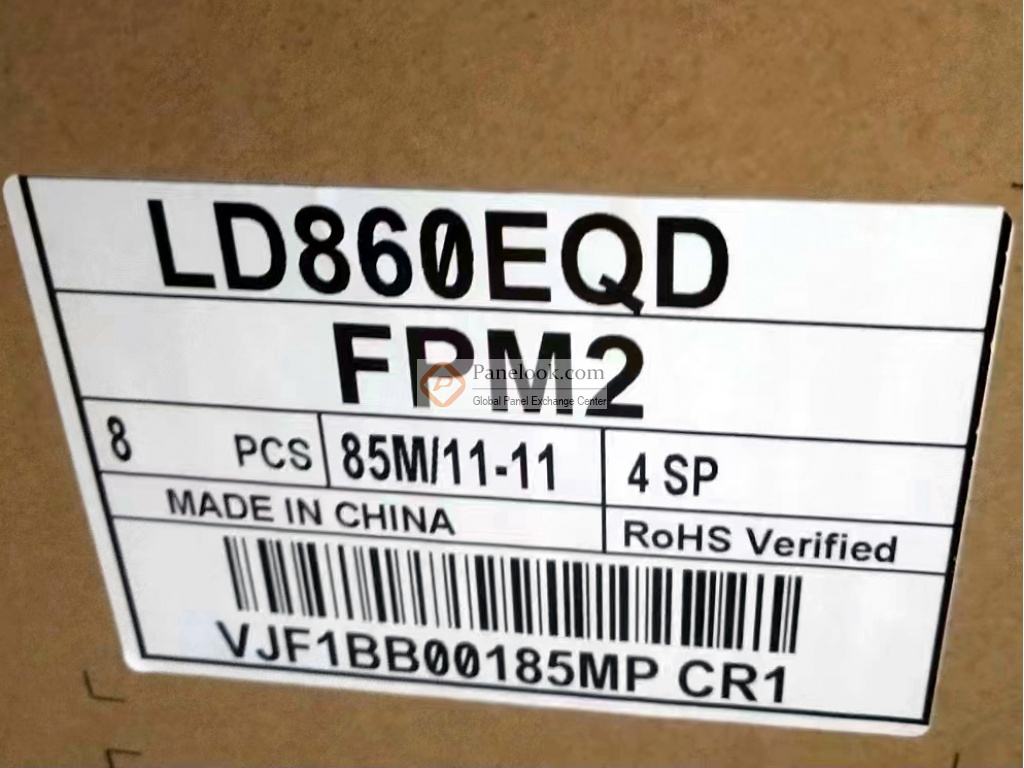 LD860EQD
FPM2
Panelook.com
Global Panel Exchange Center
8 PCS 85M/11-11 4 SP
MADE IN CHINA RoHS Verified
VJF1BB00185MP CR1